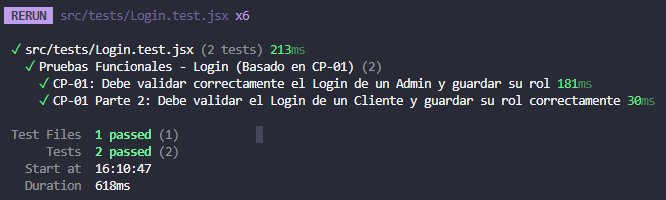 RERUN src/tests/Login.test.jsx x6
✓ src/tests/Login.test.jsx (2 tests) 213ms
✓ Pruebas Funcionales - Login (Basado en CP-01) (2)
✓ CP-01: Debe validar correctamente el Login de un Admin y guardar su rol 181ms
✓ CP-01 Parte 2: Debe validar el Login de un Cliente y guardar su rol correctamente 30ms
Test Files 1 passed (1)
Tests 2 passed (2)
Start at 16:10:47
Duration 618ms